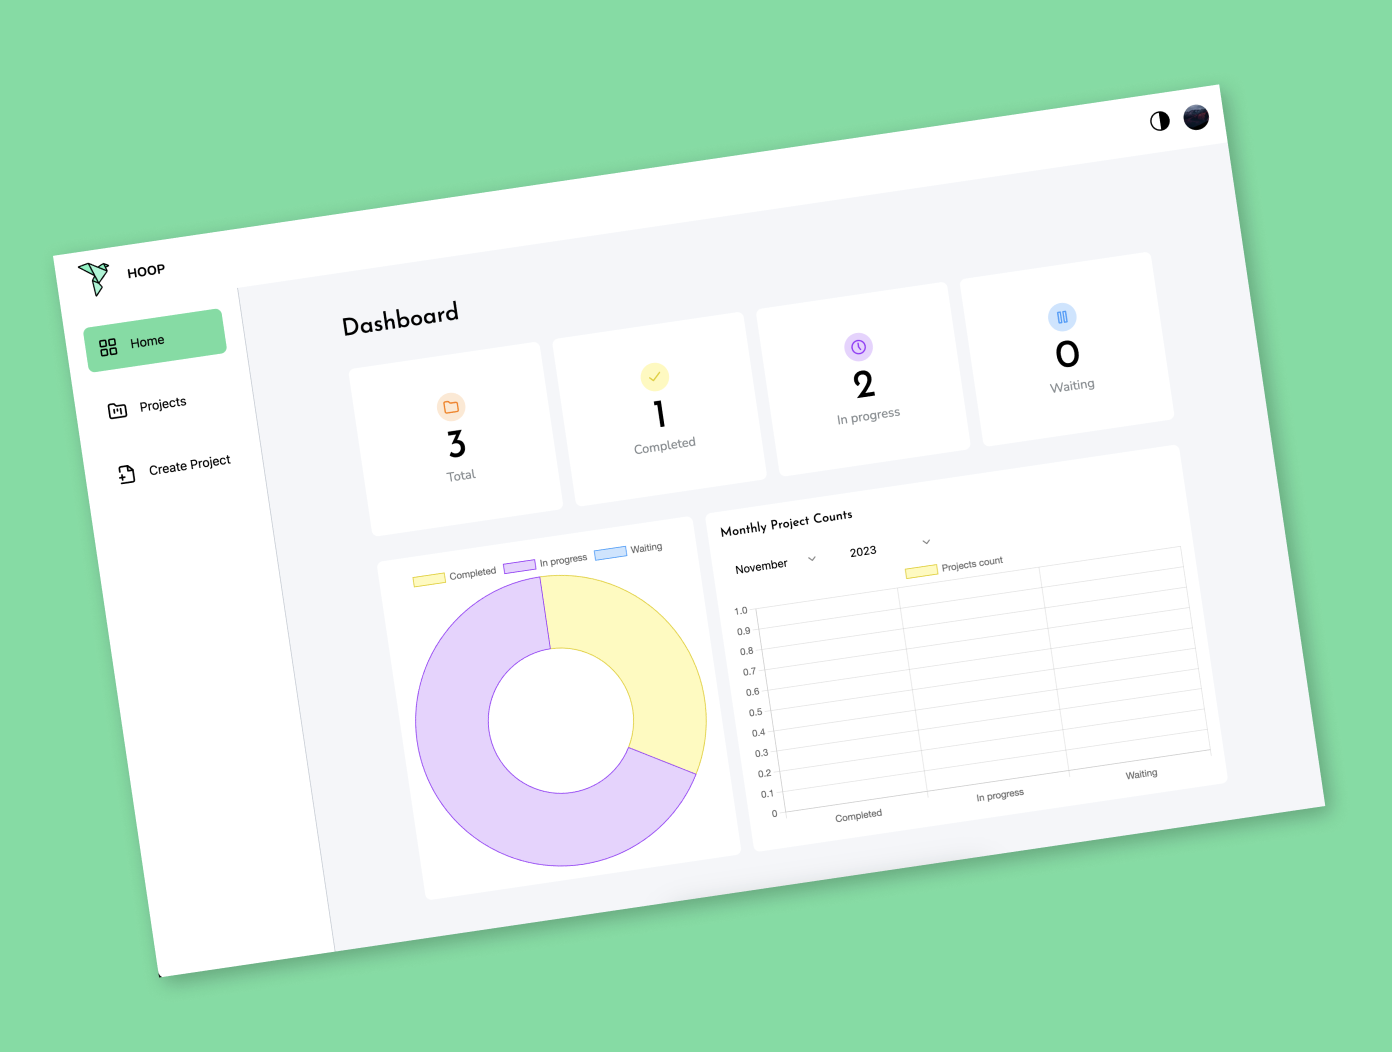 HOOP
Home
Projects
Create Project
Dashboard
3
Total
1
Completed
2
In progress
0
Waiting
Completed In progress Waiting
Monthly Project Counts
November 2023
Projects count
1.0
0.9
0.8
0.7
0.6
0.5
0.4
0.3
0.2
0.1
0
Completed In progress Waiting